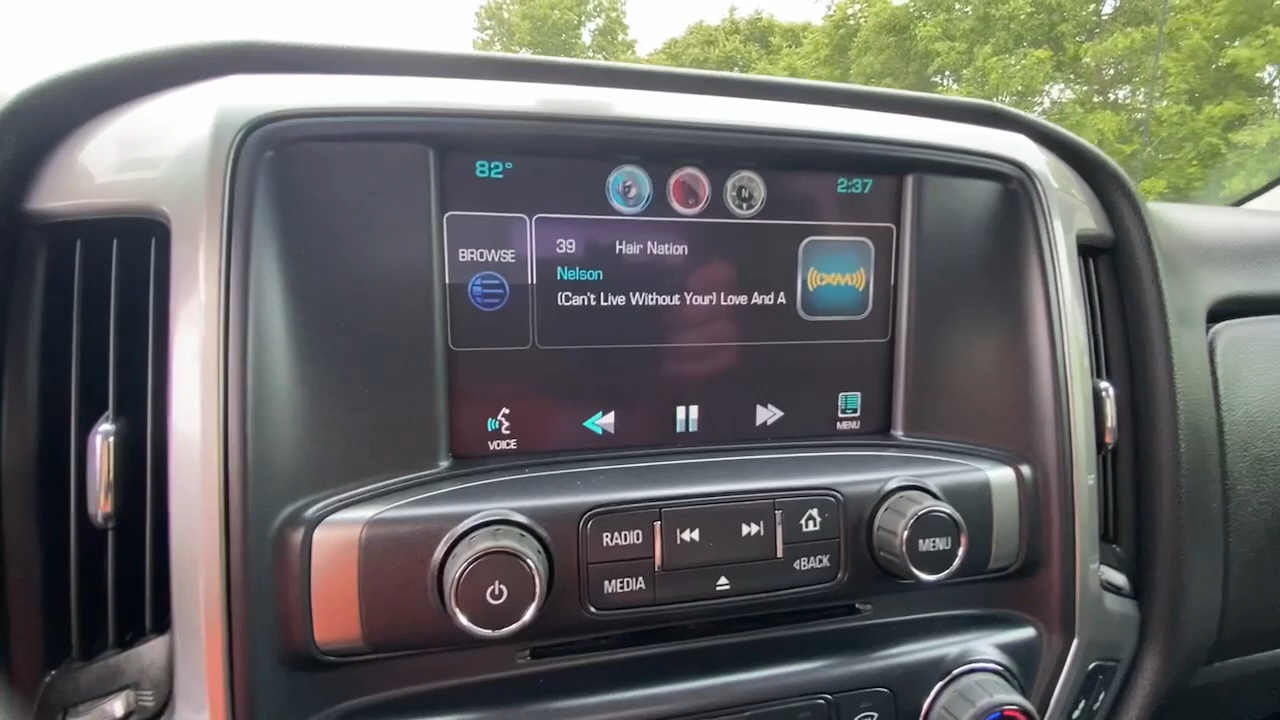 82°
N
2:37
BROWSE
39 Hair Nation
Nelson
(Can't Live Without Your) Love And A
((XM))
VOICE
MENU
RADIO
MEDIA
BACK
MENU